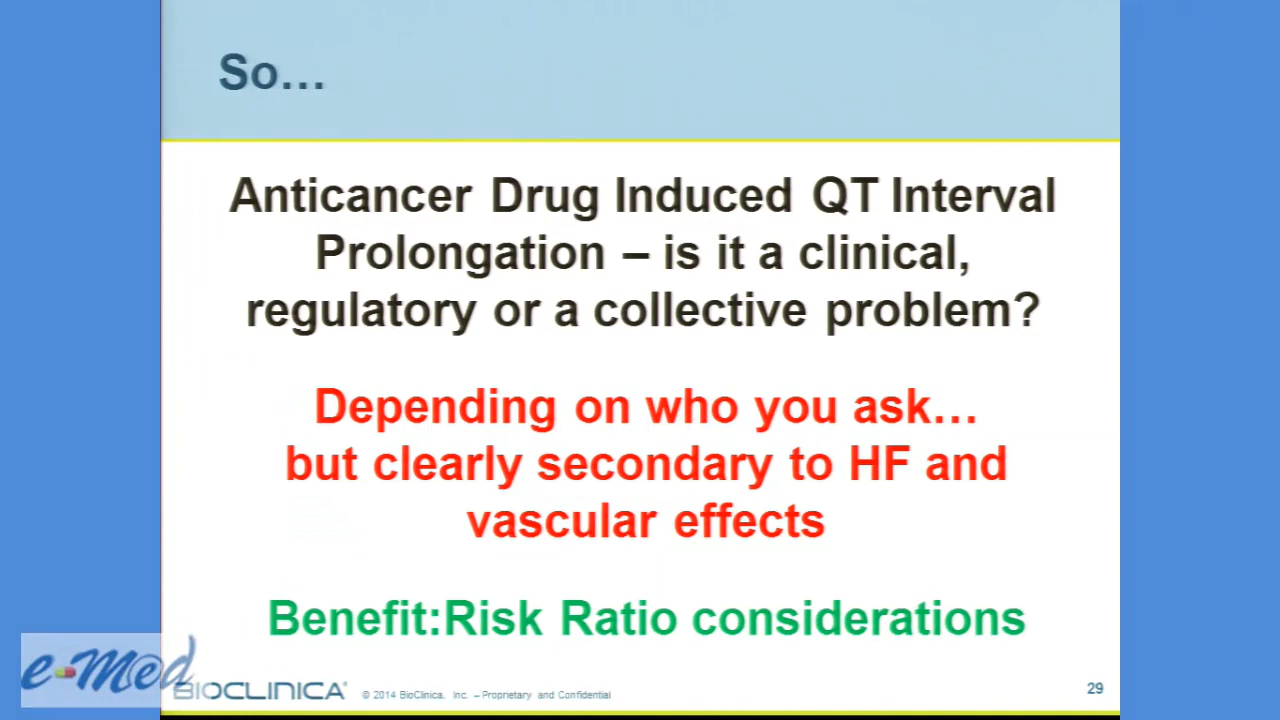 So…
Anticancer Drug Induced QT Interval
Prolongation – is it a clinical,
regulatory or a collective problem?
Depending on who you ask…
but clearly secondary to HF and
vascular effects
Benefit:Risk Ratio considerations
e-Med
BIOCLINICA®
© 2014 BioClinica, Inc. – Proprietary and Confidential
29